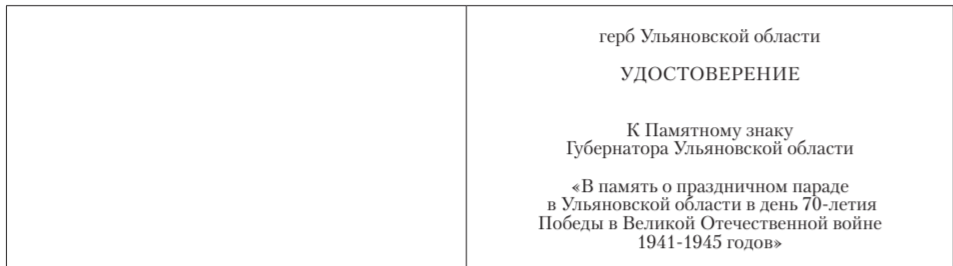 герб Ульяновской области
УДОСТОВЕРЕНИЕ
К Памятному знаку
Губернатора Ульяновской области
«В память о праздничном параде
в Ульяновской области в день 70-летия
Победы в Великой Отечественной войне
1941-1945 годов»